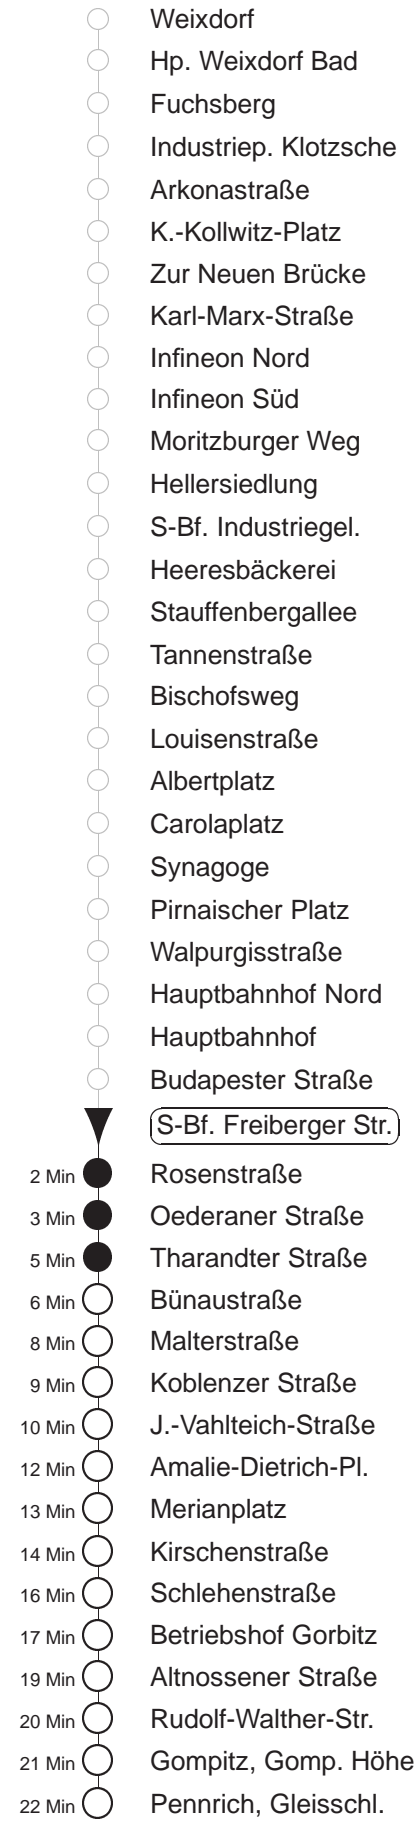 Weixdorf
Hp. Weixdorf Bad
Fuchsberg
Industriep. Klotzsche
Arkonastraße
K.-Kollwitz-Platz
Zur Neuen Brücke
Karl-Marx-Straße
Infineon Nord
Infineon Süd
Moritzburger Weg
Hellersiedlung
S-Bf. Industriegel.
Heeresbäckerei
Stauffenbergallee
Tannenstraße
Bischofsweg
Louisenstraße
Albertplatz
Carolaplatz
Synagoge
Pirnaischer Platz
Walpurgisstraße
Hauptbahnhof Nord
Hauptbahnhof
Budapester Straße
S-Bf. Freiberger Str.
2 Min Rosenstraße
3 Min Oederaner Straße
5 Min Tharandter Straße
6 Min Bünaustraße
8 Min Malterstraße
9 Min Koblenzer Straße
10 Min J.-Vahlteich-Straße
12 Min Amalie-Dietrich-Pl.
13 Min Merianplatz
14 Min Kirschenstraße
16 Min Schlehenstraße
17 Min Betriebshof Gorbitz
19 Min Altnossener Straße
20 Min Rudolf-Walther-Str.
21 Min Gompitz, Gomp. Höhe
22 Min Pennrich, Gleisschl.